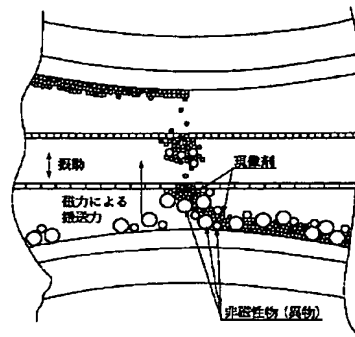 振動
現像剤
磁力による
搬送力
非磁性物（異物）